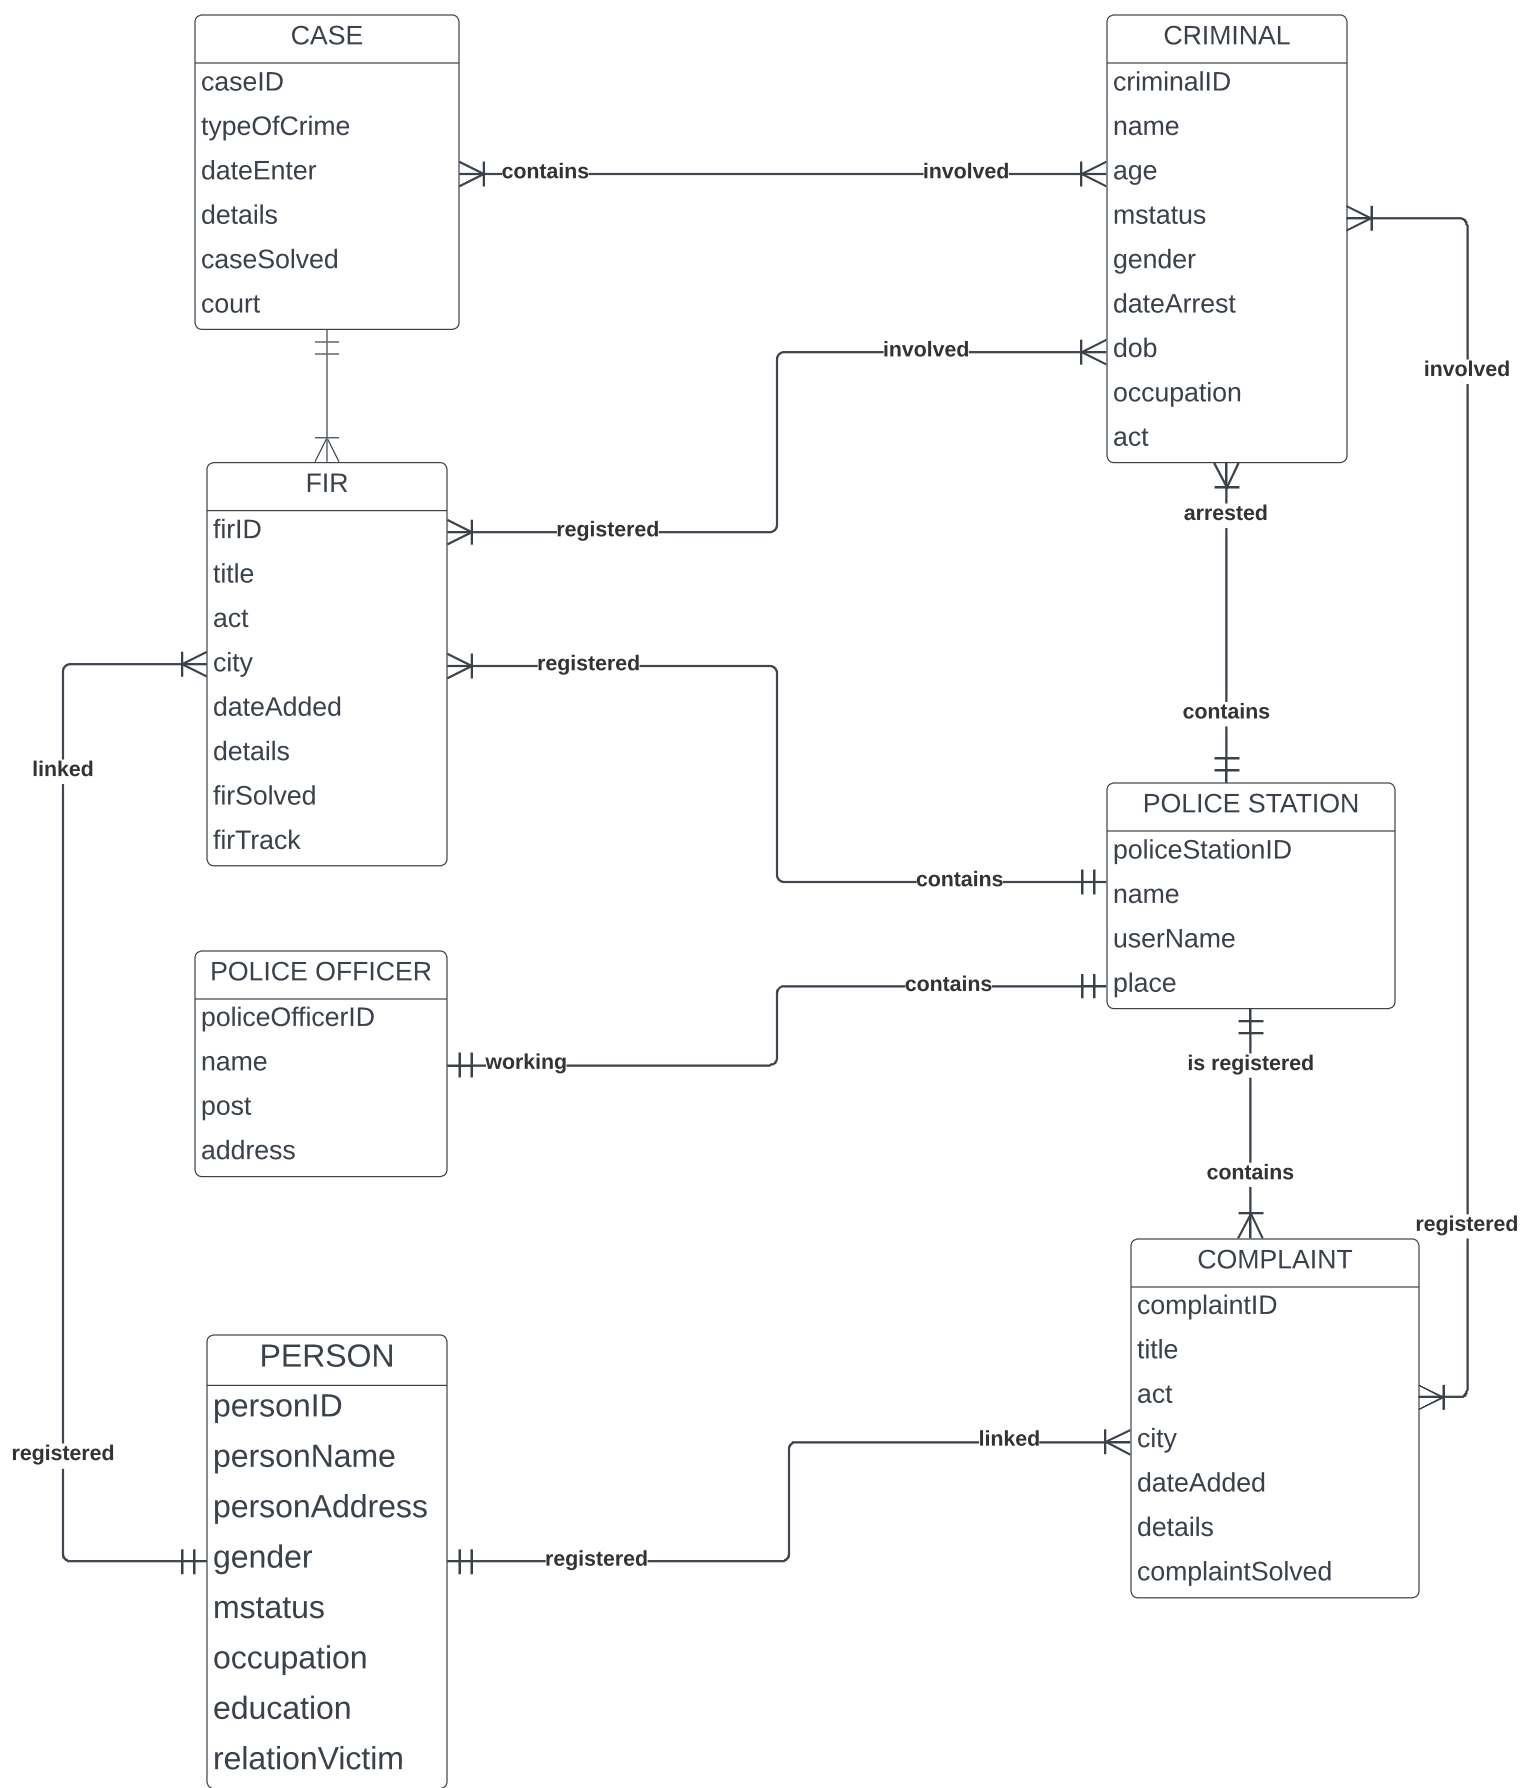 CASE
caseID
typeOfCrime
dateEnter
details
caseSolved
court
contains
involved
CRIMINAL
criminalID
name
age
mstatus
gender
dateArrest
dob
occupation
act
involved
involved
arrested
FIR
firID
title
act
city
dateAdded
details
firSolved
firTrack
registered
registered
linked
contains
contains
POLICE STATION
policeStationID
name
userName
place
POLICE OFFICER
policeOfficerID
name
post
address
contains
working
is registered
contains
registered
COMPLAINT
complaintID
title
act
city
dateAdded
details
complaintSolved
PERSON
personID
personName
personAddress
gender
mstatus
occupation
education
relationVictim
registered
linked
registered